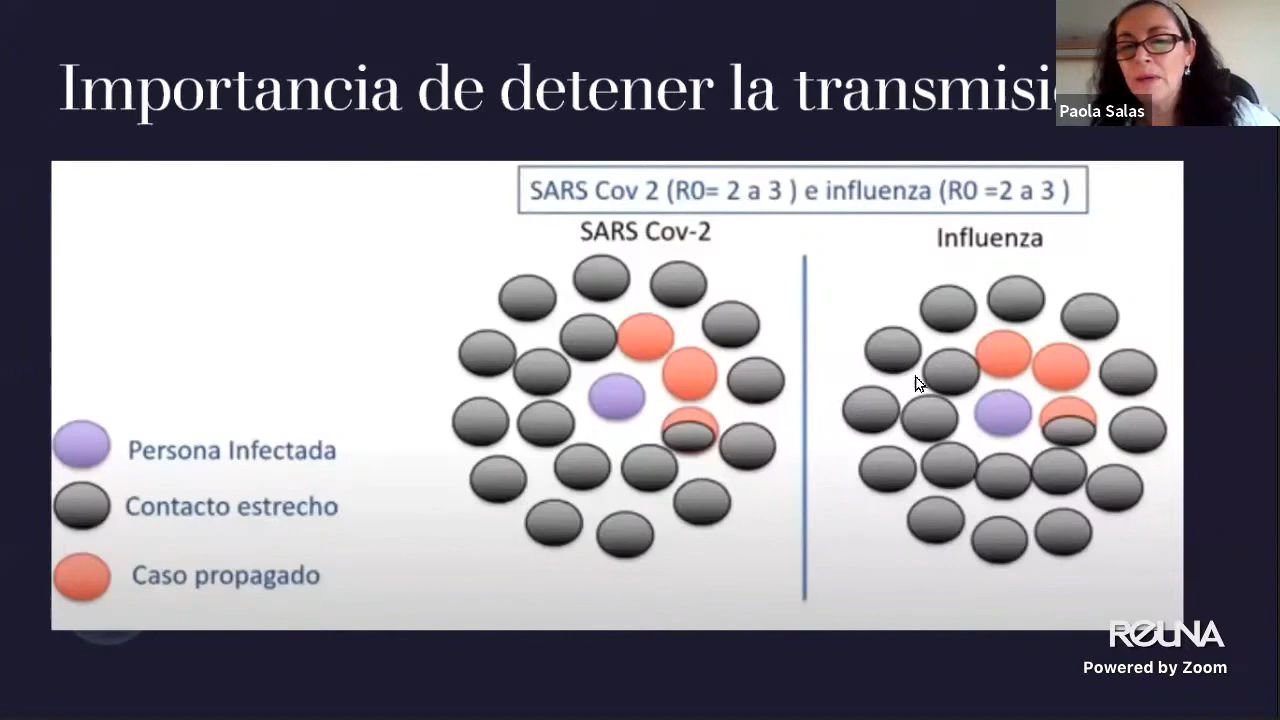 Importancia de detener la transmisi
Paola Salas
SARS Cov 2 (R0= 2 a 3 ) e influenza (R0 =2 a 3 )
SARS Cov-2
Influenza
Persona Infectada
Contacto estrecho
Caso propagado
REUNA
Powered by Zoom